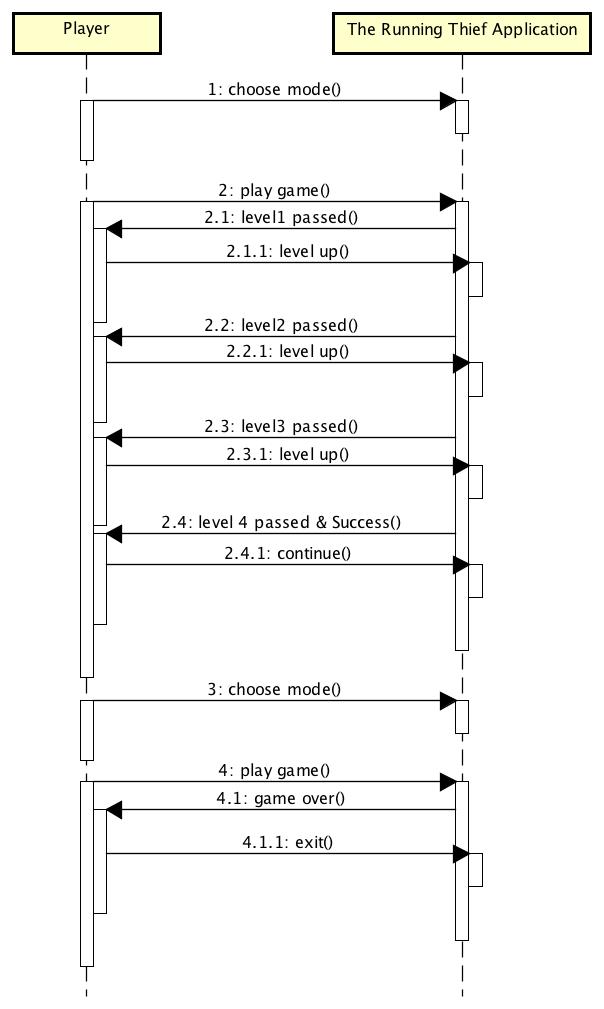 Player
The Running Thief Application
1: choose mode()
2: play game()
2.1: level1 passed()
2.1.1: level up()
2.2: level2 passed()
2.2.1: level up()
2.3: level3 passed()
2.3.1: level up()
2.4: level 4 passed & Success()
2.4.1: continue()
3: choose mode()
4: play game()
4.1: game over()
4.1.1: exit()